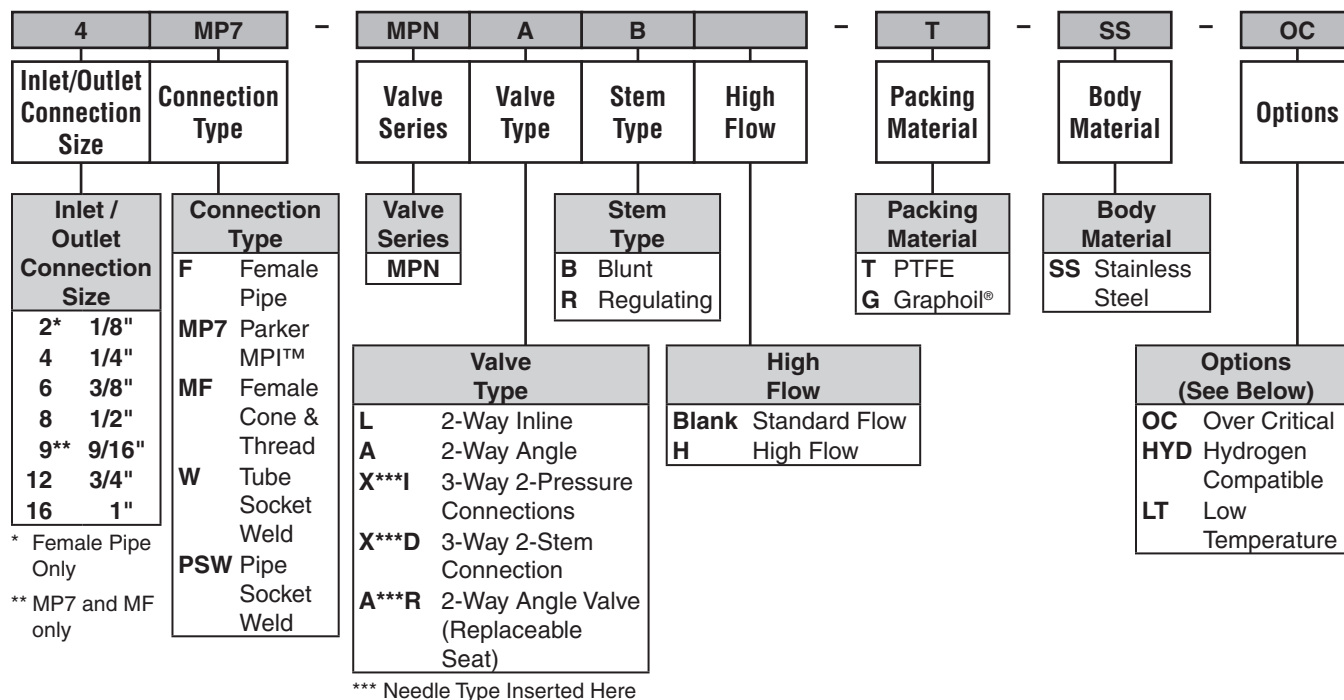 4 MP7 – MPN A B – T – SS – OC
Inlet/Outlet
Connection
Size
Connection
Type
Valve
Series
Valve
Type
Stem
Type
High
Flow
Packing
Material
Body
Material
Options
Inlet /
Outlet
Connection
Size
2* 1/8"
4 1/4"
6 3/8"
8 1/2"
9** 9/16"
12 3/4"
16 1"
* Female Pipe
Only
** MP7 and MF
only
Connection
Type
F Female
Pipe
MP7 Parker
MPI™
MF Female
Cone &
Thread
W Tube
Socket
Weld
PSW Pipe
Socket
Weld
Valve
Series
MPN
Valve
Type
L 2-Way Inline
A 2-Way Angle
X***I 3-Way 2-Pressure
Connections
X***D 3-Way 2-Stem
Connection
A***R 2-Way Angle Valve
(Replaceable
Seat)
*** Needle Type Inserted Here
Stem
Type
B Blunt
R Regulating
High
Flow
Blank Standard Flow
H High Flow
Packing
Material
T PTFE
G Graphoil®
Body
Material
SS Stainless
Steel
Options
(See Below)
OC Over Critical
HYD Hydrogen
Compatible
LT Low
Temperature